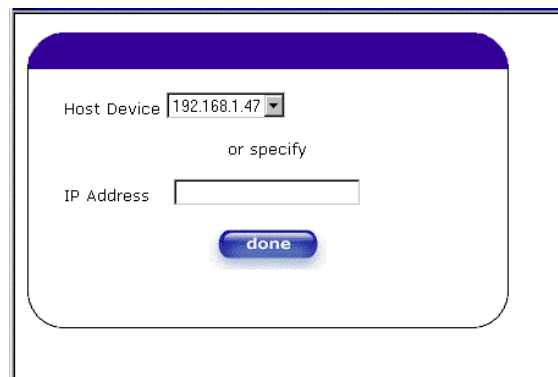 Host Device 192.168.1.47
or specify
IP Address
done